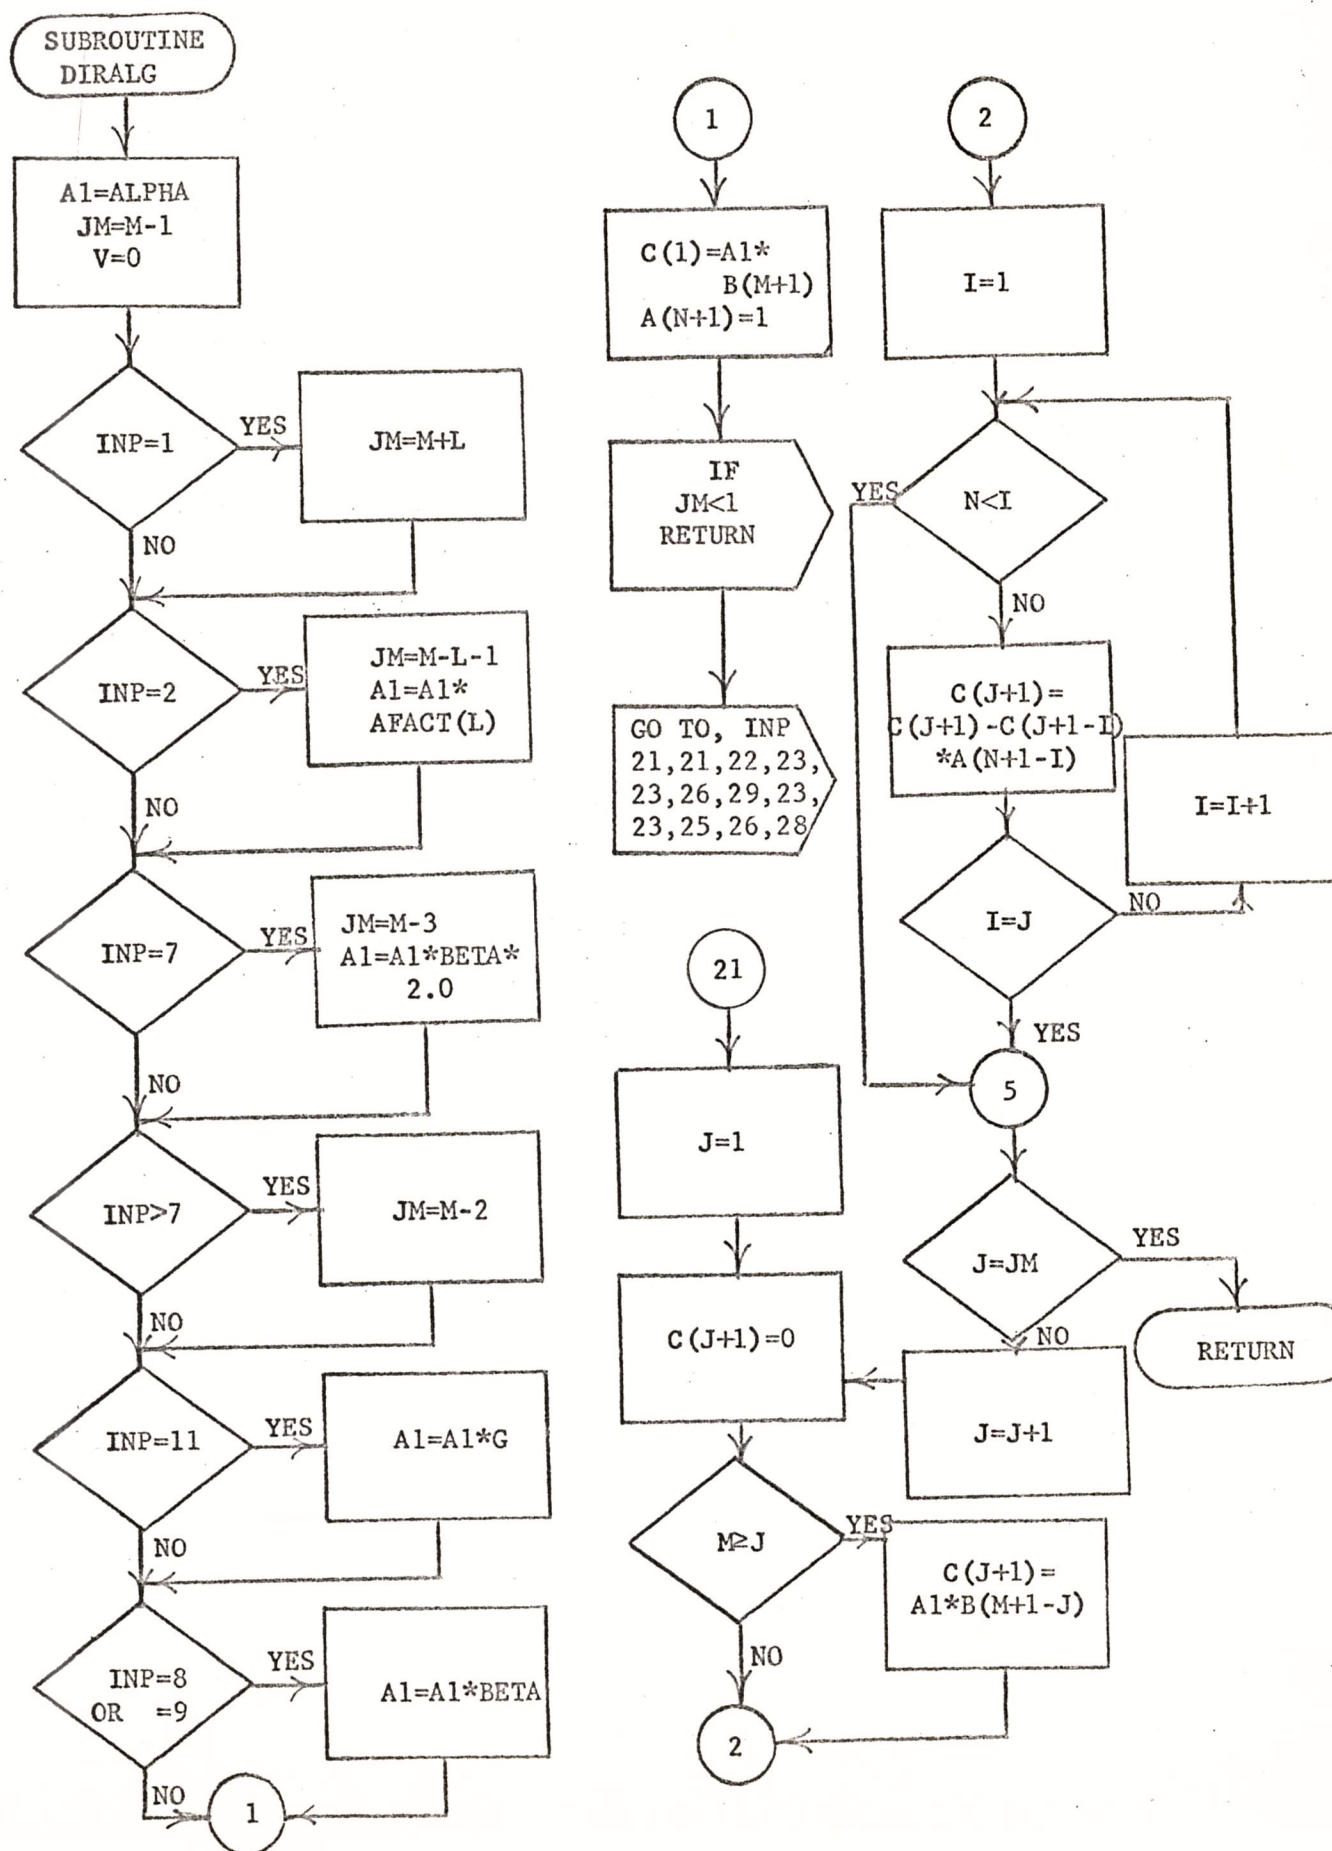 SUBROUTINE
DIRALG
A1=ALPHA
JM=M-1
V=0
INP=1
YES
JM=M+L
NO
INP=2
YES
JM=M-L-1
A1=A1*
AFACT(L)
NO
INP=7
YES
JM=M-3
A1=A1*BETA*
2.0
NO
INP>7
YES
JM=M-2
NO
INP=11
YES
A1=A1*G
NO
INP=8
OR =9
YES
A1=A1*BETA
NO
1
1
C(1)=A1*
B(M+1)
A(N+1)=1
IF
JM<1
RETURN
GO TO, INP
21,21,22,23,
23,26,29,23,
23,25,26,28
21
J=1
C(J+1)=0
M≥J
YES
C(J+1)=
A1*B(M+1-J)
NO
2
2
I=1
N<I
YES
NO
C(J+1)=
C(J+1)-C(J+1-I)
*A(N+1-I)
I=I+1
I=J
NO
YES
5
J=JM
YES
RETURN
NO
J=J+1